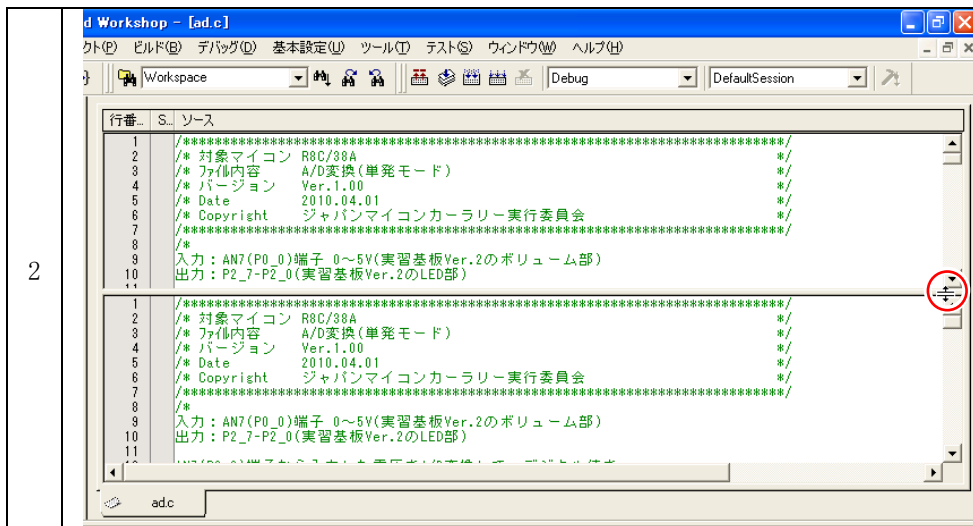 2
d Workshop - [ad.c]
クト(P) ビルド(B) デバッグ(D) 基本設定(U) ツール(T) テスト(S) ウィンドウ(W) ヘルプ(H)
Workspace Debug DefaultSession
行番... S... ソース
1 /**********************************************************************/
2 /* 対象マイコン R8C/38A */
3 /* ファイル内容 A/D変換(単発モード) */
4 /* バージョン Ver.1.00 */
5 /* Date 2010.04.01 */
6 /* Copyright ジャパンマイコンカーラリー実行委員会 */
7 /**********************************************************************/
8 /*
9 入力：AN7(P0_0)端子 0～5V(実習基板Ver.2のボリューム部)
10 出力：P2_7-P2_0(実習基板Ver.2のLED部)
11
1 /**********************************************************************/
2 /* 対象マイコン R8C/38A */
3 /* ファイル内容 A/D変換(単発モード) */
4 /* バージョン Ver.1.00 */
5 /* Date 2010.04.01 */
6 /* Copyright ジャパンマイコンカーラリー実行委員会 */
7 /**********************************************************************/
8 /*
9 入力：AN7(P0_0)端子 0～5V(実習基板Ver.2のボリューム部)
10 出力：P2_7-P2_0(実習基板Ver.2のLED部)
11
ad.c